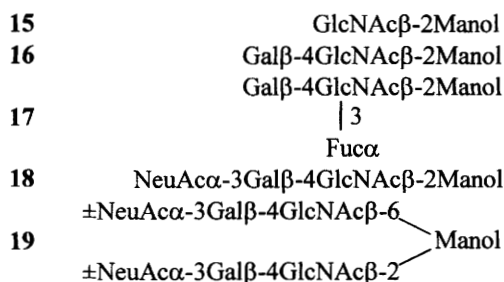 15 GlcNAcβ-2Manol
16 Galβ-4GlcNAcβ-2Manol
Galβ-4GlcNAcβ-2Manol
17 |3
Fucα
18 NeuAcα-3Galβ-4GlcNAcβ-2Manol
±NeuAcα-3Galβ-4GlcNAcβ-6
19 Manol
±NeuAcα-3Galβ-4GlcNAcβ-2